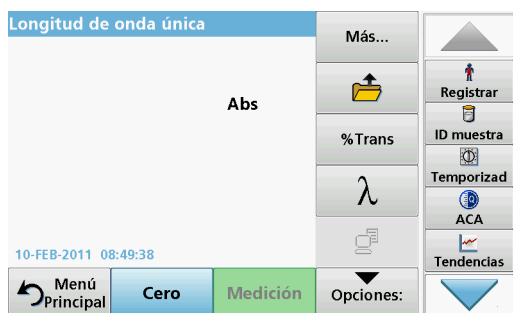 Longitud de onda única
Abs
10-FEB-2011 08:49:38
Menú
Principal
Cero
Medición
Más...
%Trans
λ
Opciones:
Registrar
ID muestra
Temporizad
ACA
Tendencias